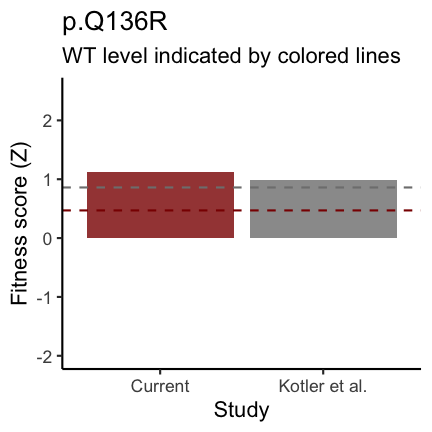 p.Q136R
WT level indicated by colored lines
Fitness score (Z)
2
1
0
-1
-2
Current
Kotler et al.
Study